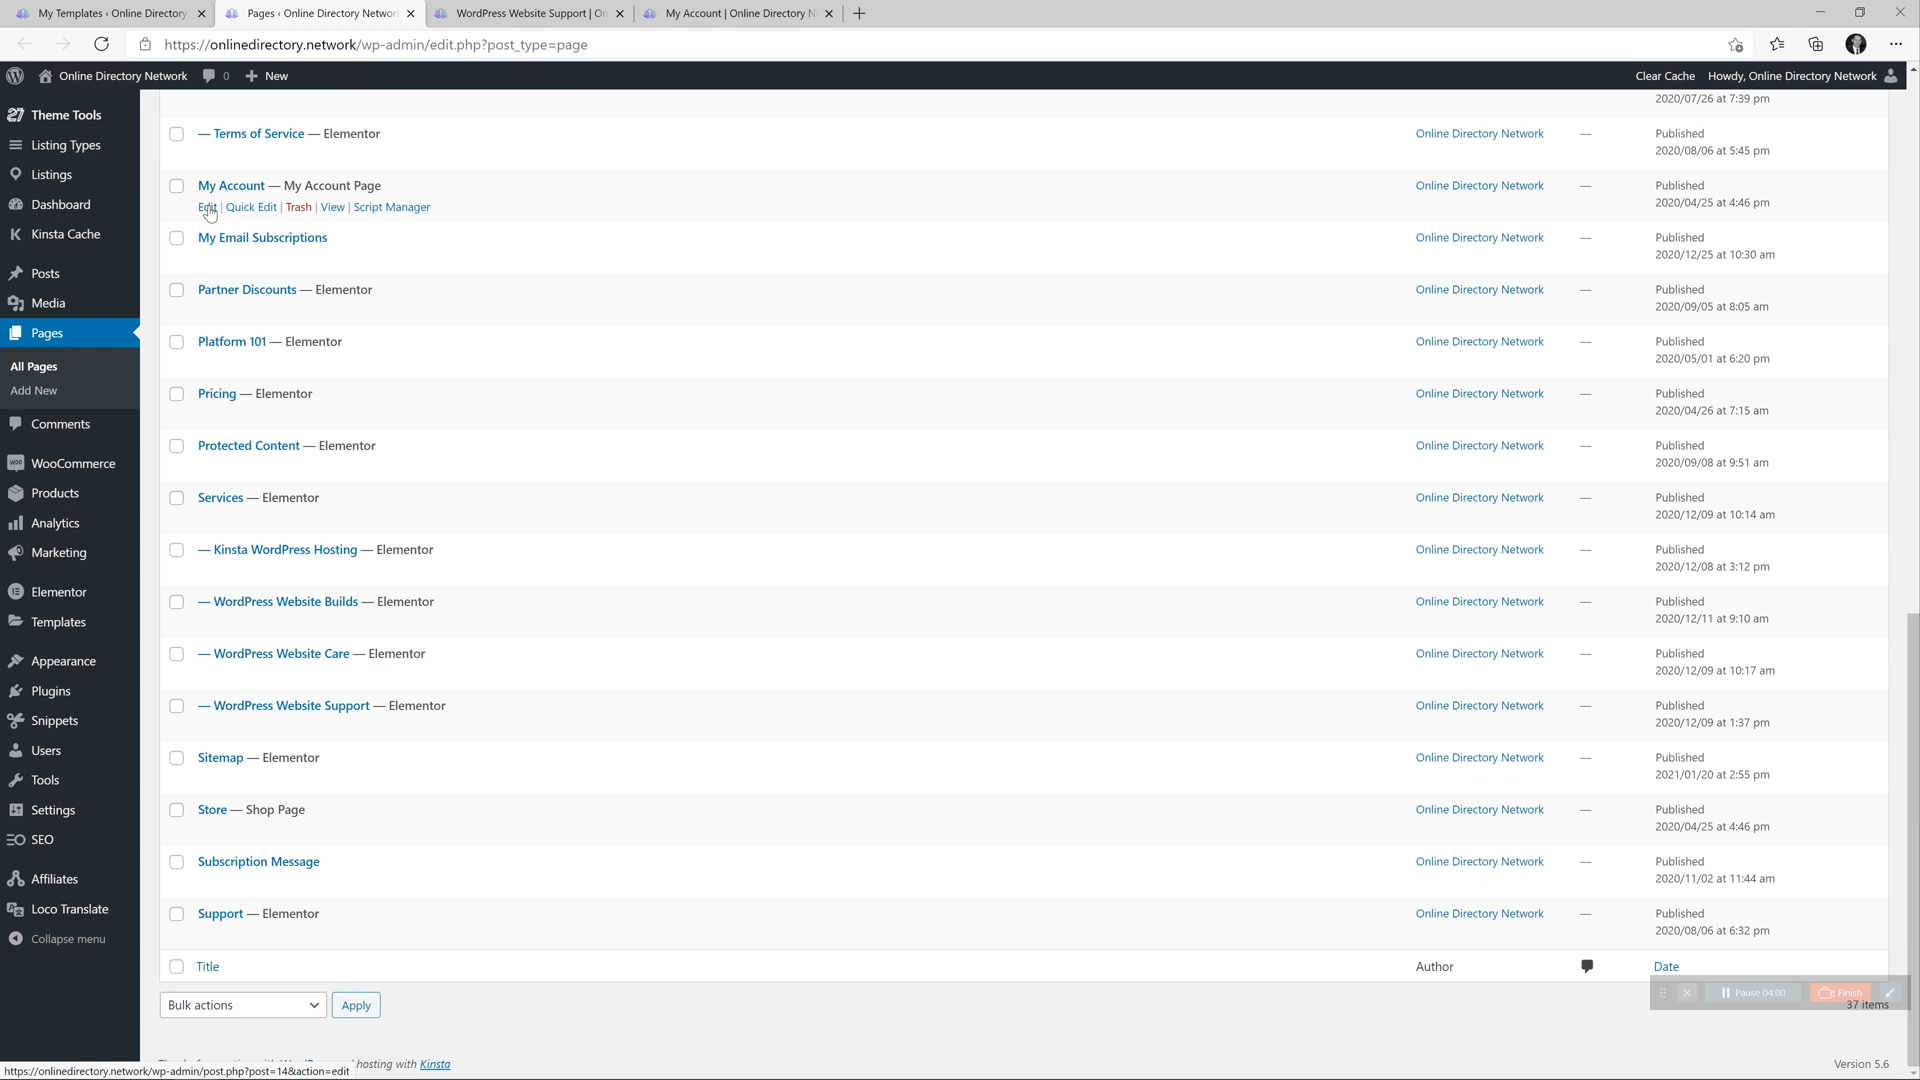 My Templates ‹ Online Directory
Pages ‹ Online Directory Networ
WordPress Website Support | On
My Account | Online Directory N
https://onlinedirectory.network/wp-admin/edit.php?post_type=page
Online Directory Network
0
New
Clear Cache
Howdy, Online Directory Network
27 Theme Tools
Listing Types
Listings
Dashboard
Kinsta Cache
Posts
Media
Pages
All Pages
Add New
Comments
WooCommerce
Products
Analytics
Marketing
Elementor
Templates
Appearance
Plugins
Snippets
Users
Tools
Settings
SEO
Affiliates
Loco Translate
Collapse menu
2020/07/26 at 7:39 pm
— Terms of Service — Elementor
Online Directory Network
—
Published
2020/08/06 at 5:45 pm
My Account — My Account Page
Edit | Quick Edit | Trash | View | Script Manager
Online Directory Network
—
Published
2020/04/25 at 4:46 pm
My Email Subscriptions
Online Directory Network
—
Published
2020/12/25 at 10:30 am
Partner Discounts — Elementor
Online Directory Network
—
Published
2020/09/05 at 8:05 am
Platform 101 — Elementor
Online Directory Network
—
Published
2020/05/01 at 6:20 pm
Pricing — Elementor
Online Directory Network
—
Published
2020/04/26 at 7:15 am
Protected Content — Elementor
Online Directory Network
—
Published
2020/09/08 at 9:51 am
Services — Elementor
Online Directory Network
—
Published
2020/12/09 at 10:14 am
— Kinsta WordPress Hosting — Elementor
Online Directory Network
—
Published
2020/12/08 at 3:12 pm
— WordPress Website Builds — Elementor
Online Directory Network
—
Published
2020/12/11 at 9:10 am
— WordPress Website Care — Elementor
Online Directory Network
—
Published
2020/12/09 at 10:17 am
— WordPress Website Support — Elementor
Online Directory Network
—
Published
2020/12/09 at 1:37 pm
Sitemap — Elementor
Online Directory Network
—
Published
2021/01/20 at 2:55 pm
Store — Shop Page
Online Directory Network
—
Published
2020/04/25 at 4:46 pm
Subscription Message
Online Directory Network
—
Published
2020/11/02 at 11:44 am
Support — Elementor
Online Directory Network
—
Published
2020/08/06 at 6:32 pm
Title
Author
Date
Bulk actions
Apply
Pause 04:00
Finish
37 items
hosting with Kinsta
Version 5.6
https://onlinedirectory.network/wp-admin/post.php?post=14&action=edit